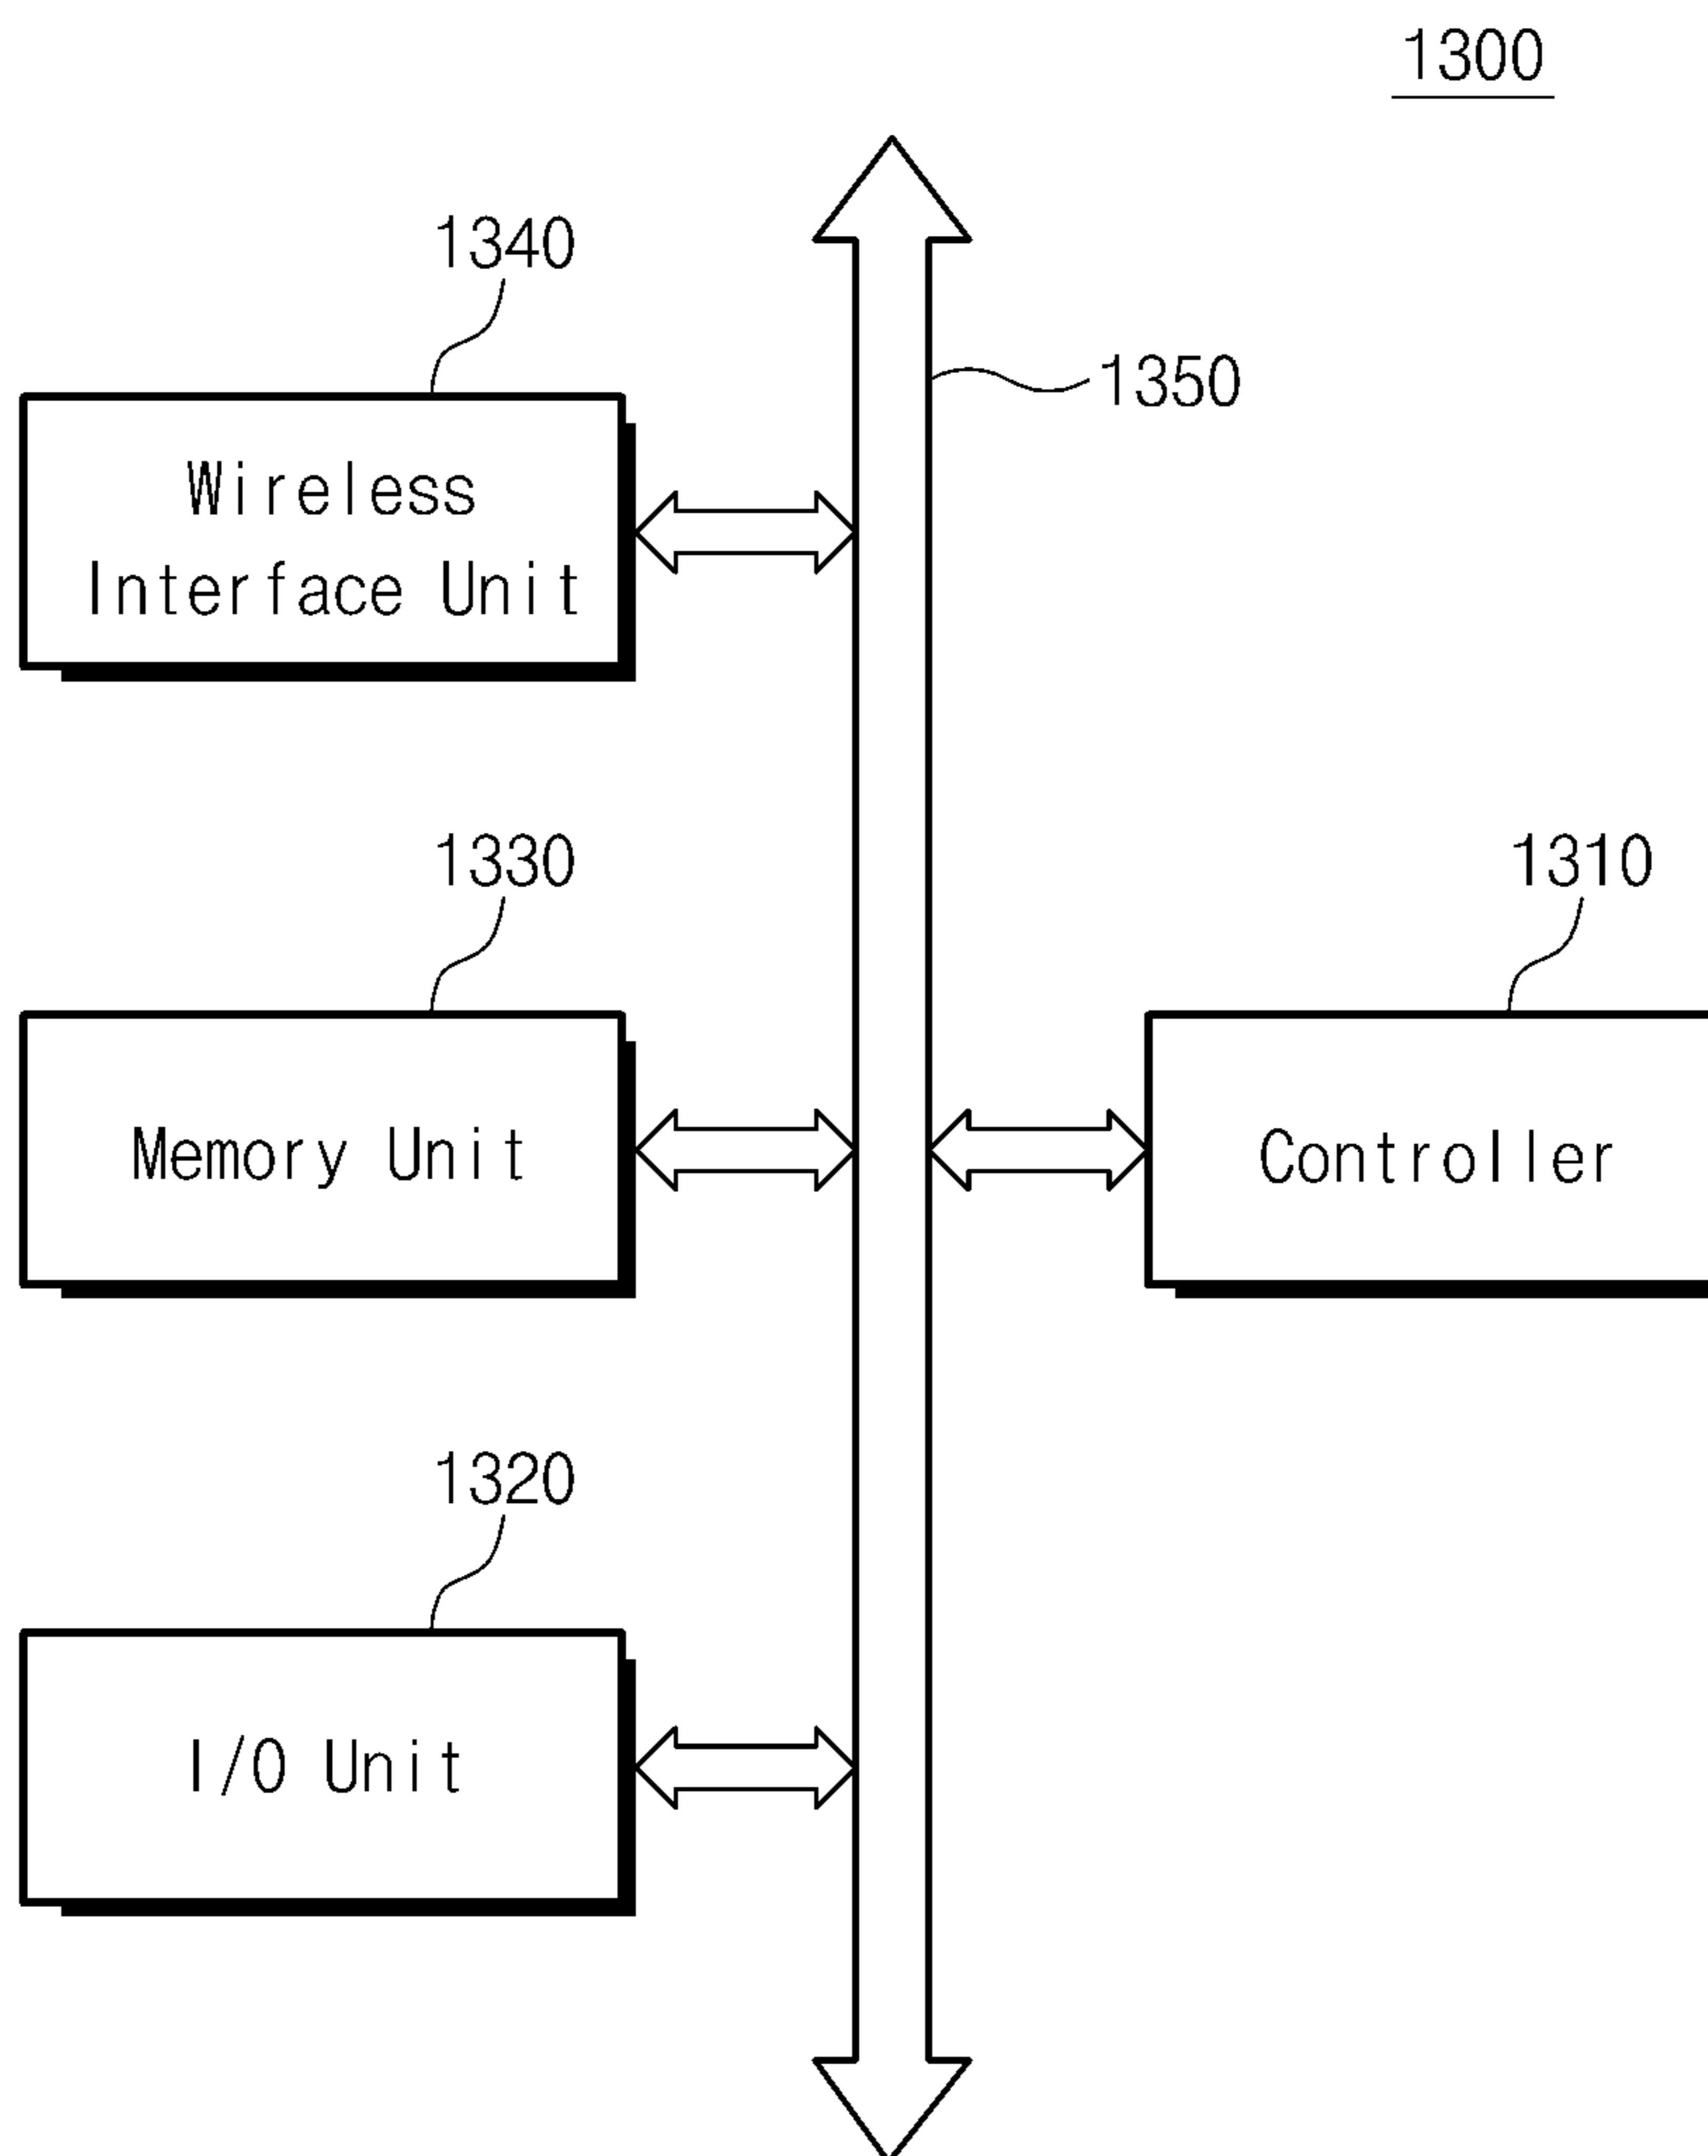 1300
1340
1350
Wireless
Interface Unit
1330
1310
Memory Unit
Controller
1320
I/O Unit